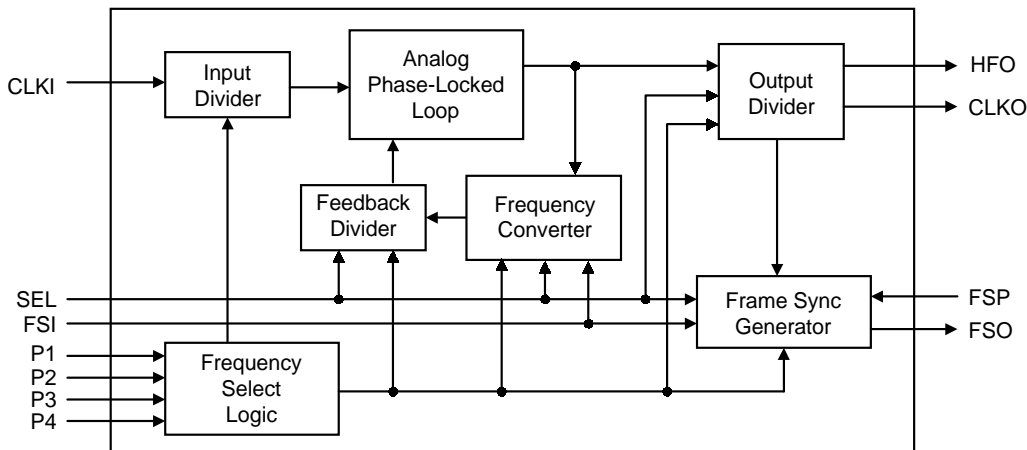 CLKI
Input
Divider
Analog
Phase-Locked
Loop
Output
Divider
HFO
CLKO
Feedback
Divider
Frequency
Converter
SEL
FSI
Frame Sync
Generator
FSP
FSO
P1
P2
P3
P4
Frequency
Select
Logic